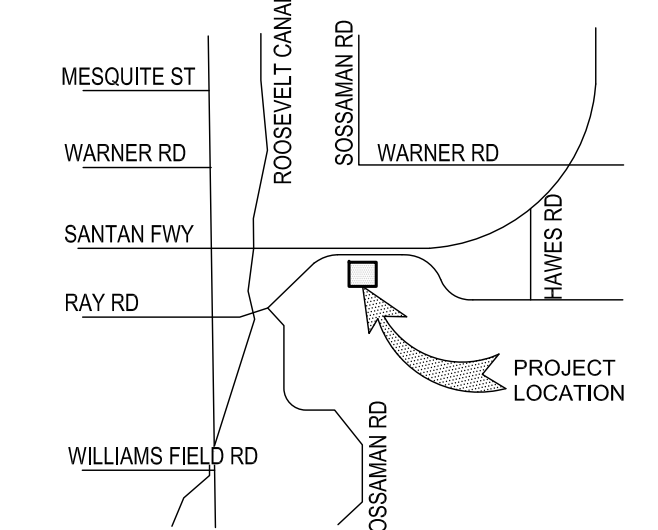 MESQUITE ST
ROOSEVELT CANAL
SOSSAMAN RD
WARNER RD
WARNER RD
SANTAN FWY
HAWES RD
RAY RD
PROJECT
LOCATION
WILLIAMS FIELD RD
OSSAMAN RD